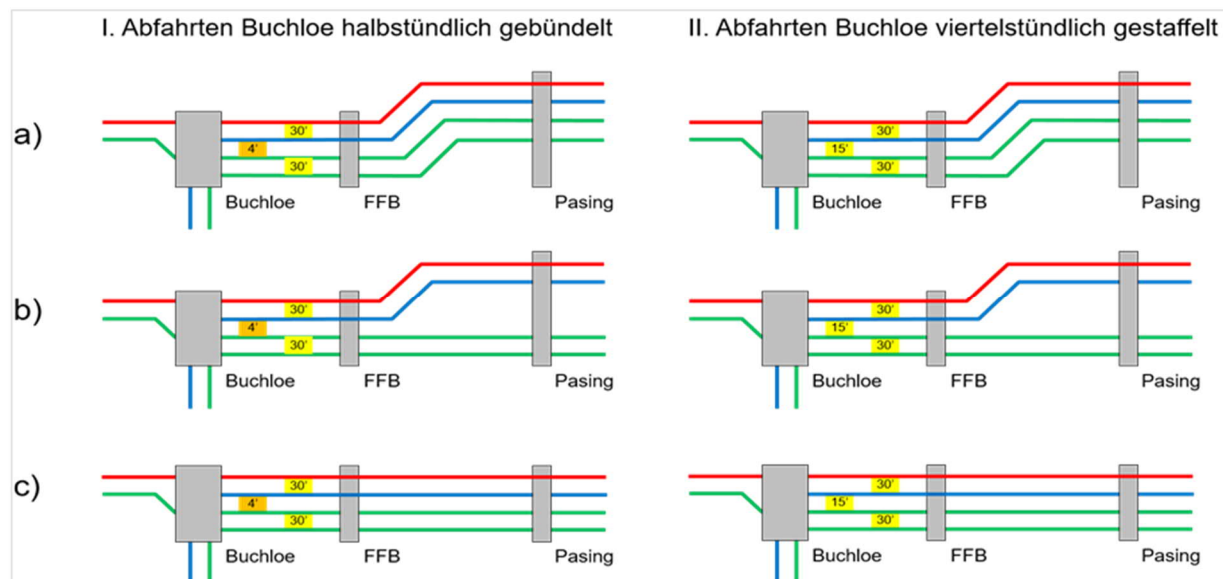 I. Abfahrten Buchloe halbstündlich gebündelt
II. Abfahrten Buchloe viertelstündlich gestaffelt
a)
30'
4'
30'
Buchloe FFB Pasing
30'
15'
30'
Buchloe FFB Pasing
b)
30'
4'
30'
Buchloe FFB Pasing
30'
15'
30'
Buchloe FFB Pasing
c)
30'
4'
30'
Buchloe FFB Pasing
30'
15'
30'
Buchloe FFB Pasing